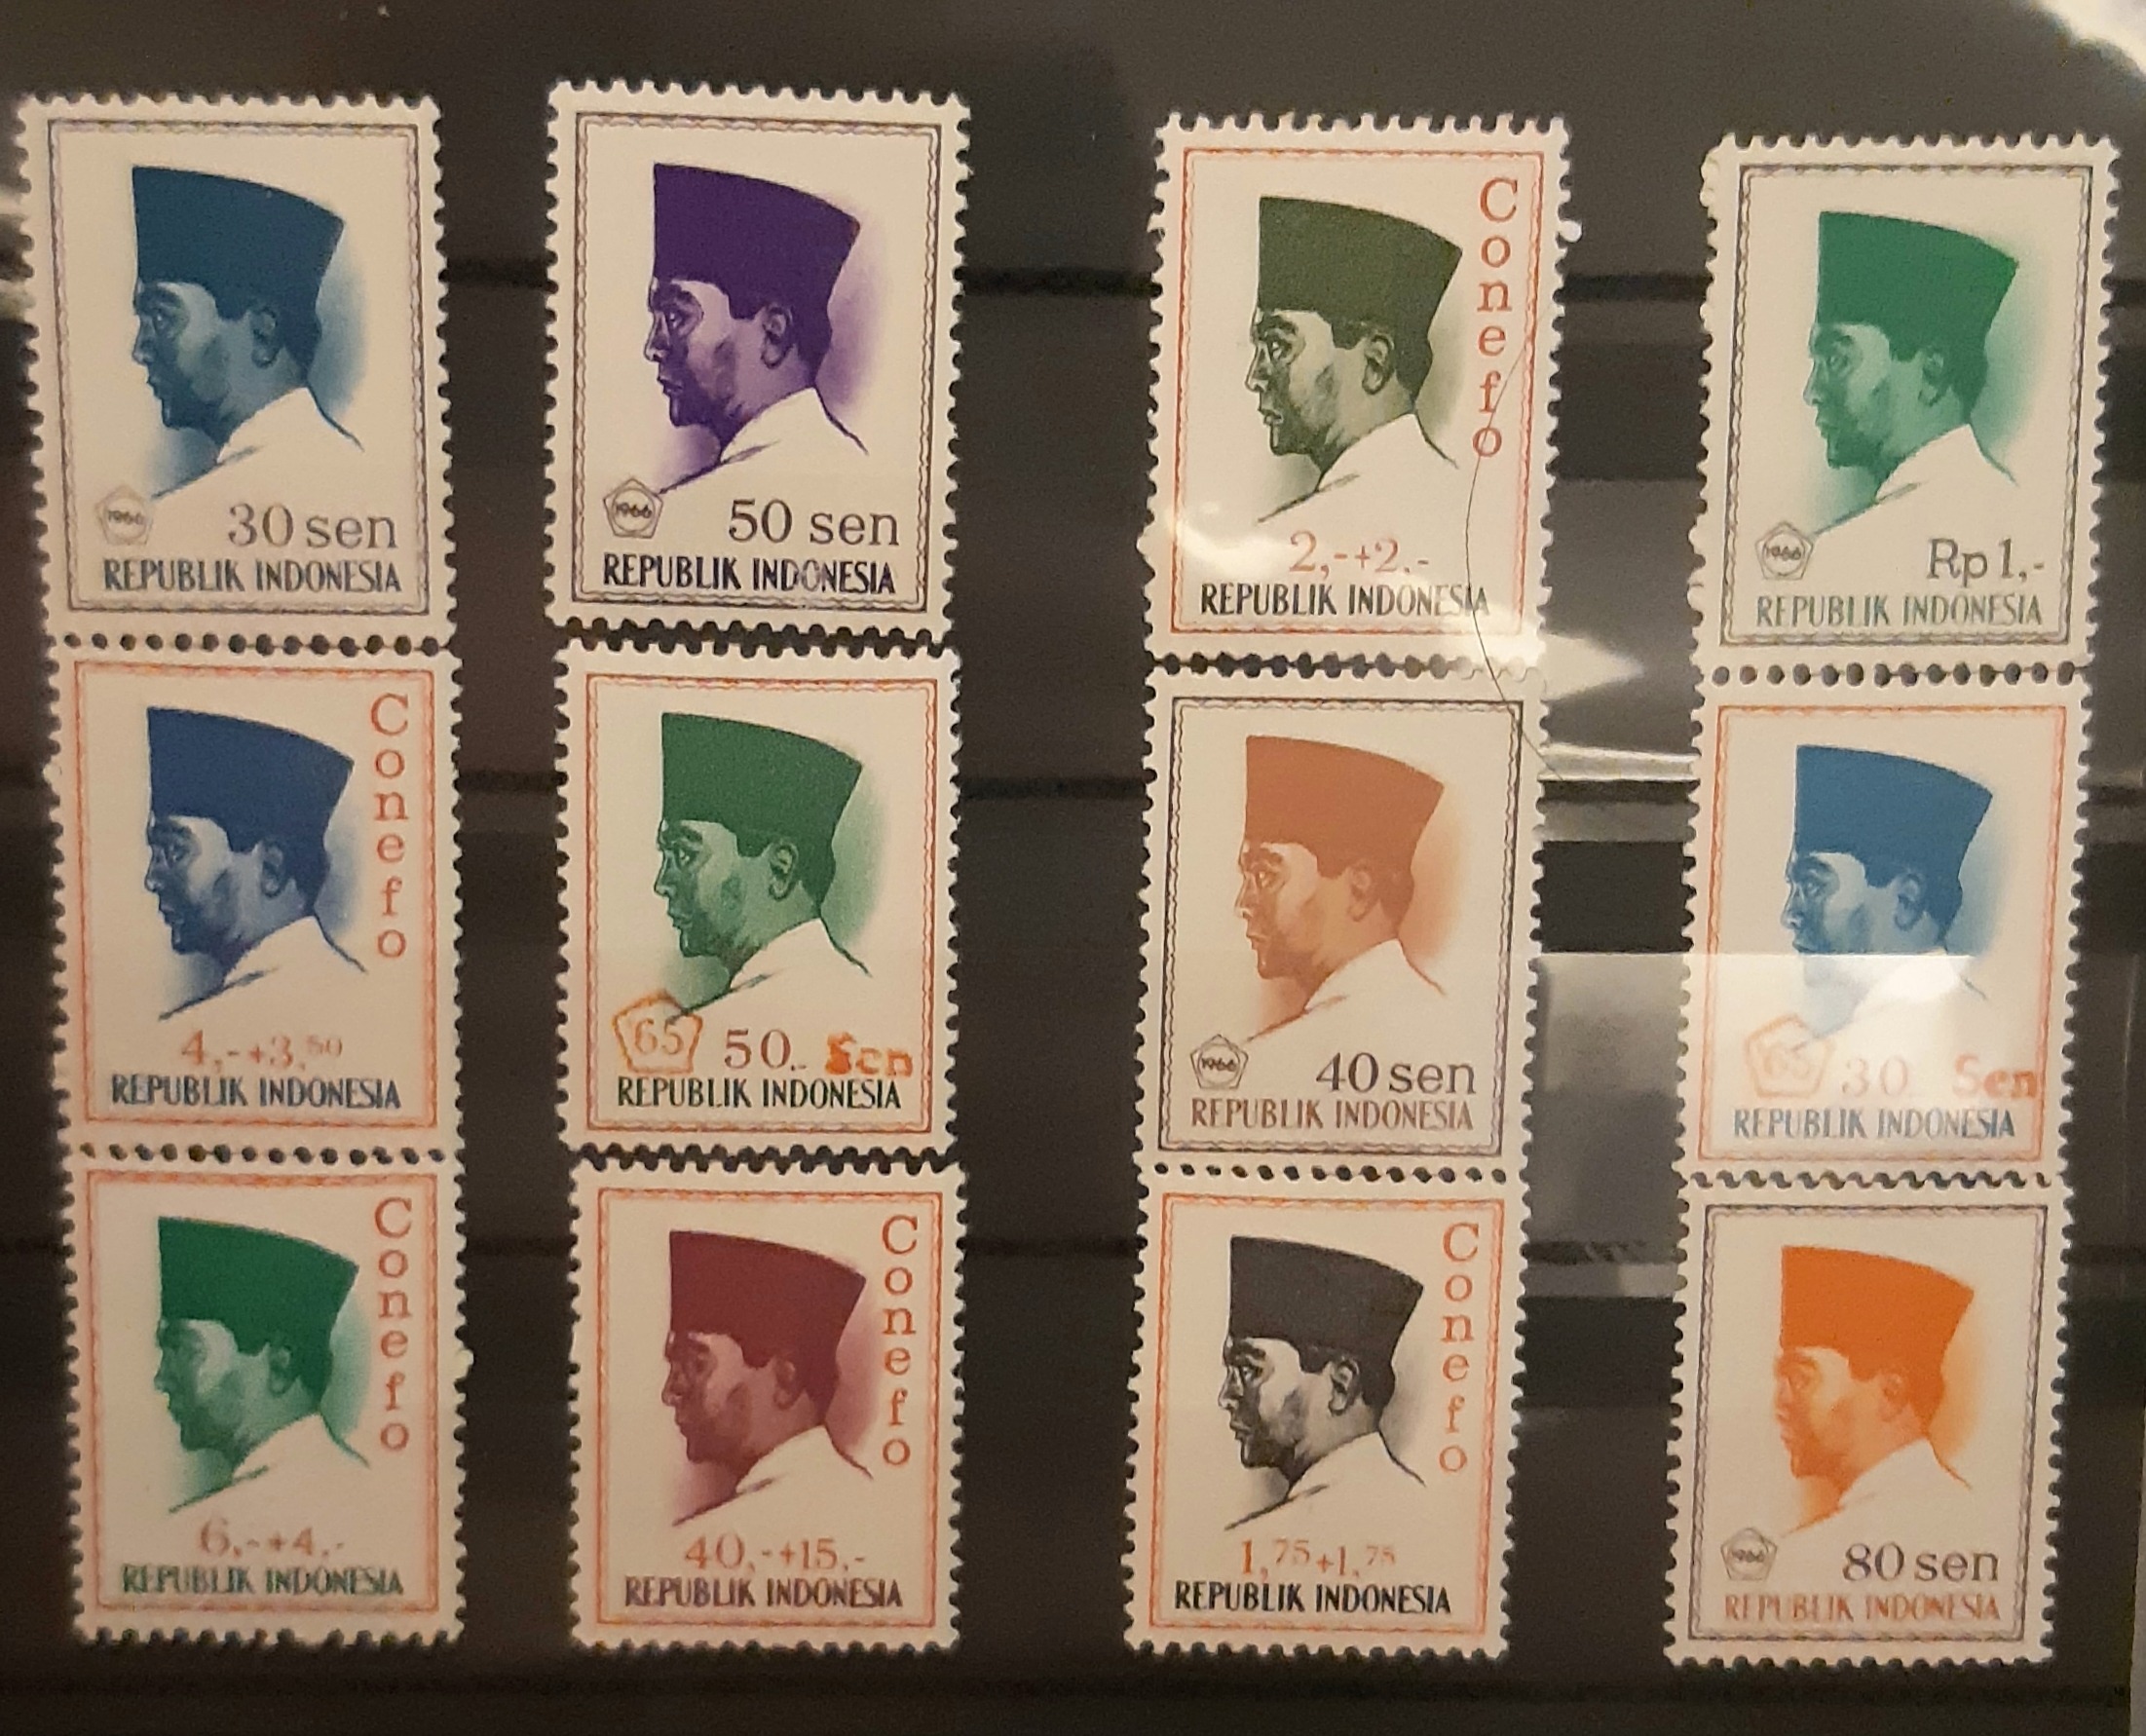 1966
30 sen
REPUBLIK INDONESIA
1966
50 sen
REPUBLIK INDONESIA
Conefo
2,-+2.-
REPUBLIK INDONESIA
1966
Rp 1,-
REPUBLIK INDONESIA
Conefo
4,-+3,50
REPUBLIK INDONESIA
65 50.- Sen
REPUBLIK INDONESIA
1966
40 sen
REPUBLIK INDONESIA
65 30 Sen
REPUBLIK INDONESIA
Conefo
6,-+4,-
REPUBLIK INDONESIA
Conefo
40,-+15,-
REPUBLIK INDONESIA
Conefo
1,75+1,75
REPUBLIK INDONESIA
1966
80 sen
REPUBLIK INDONESIA